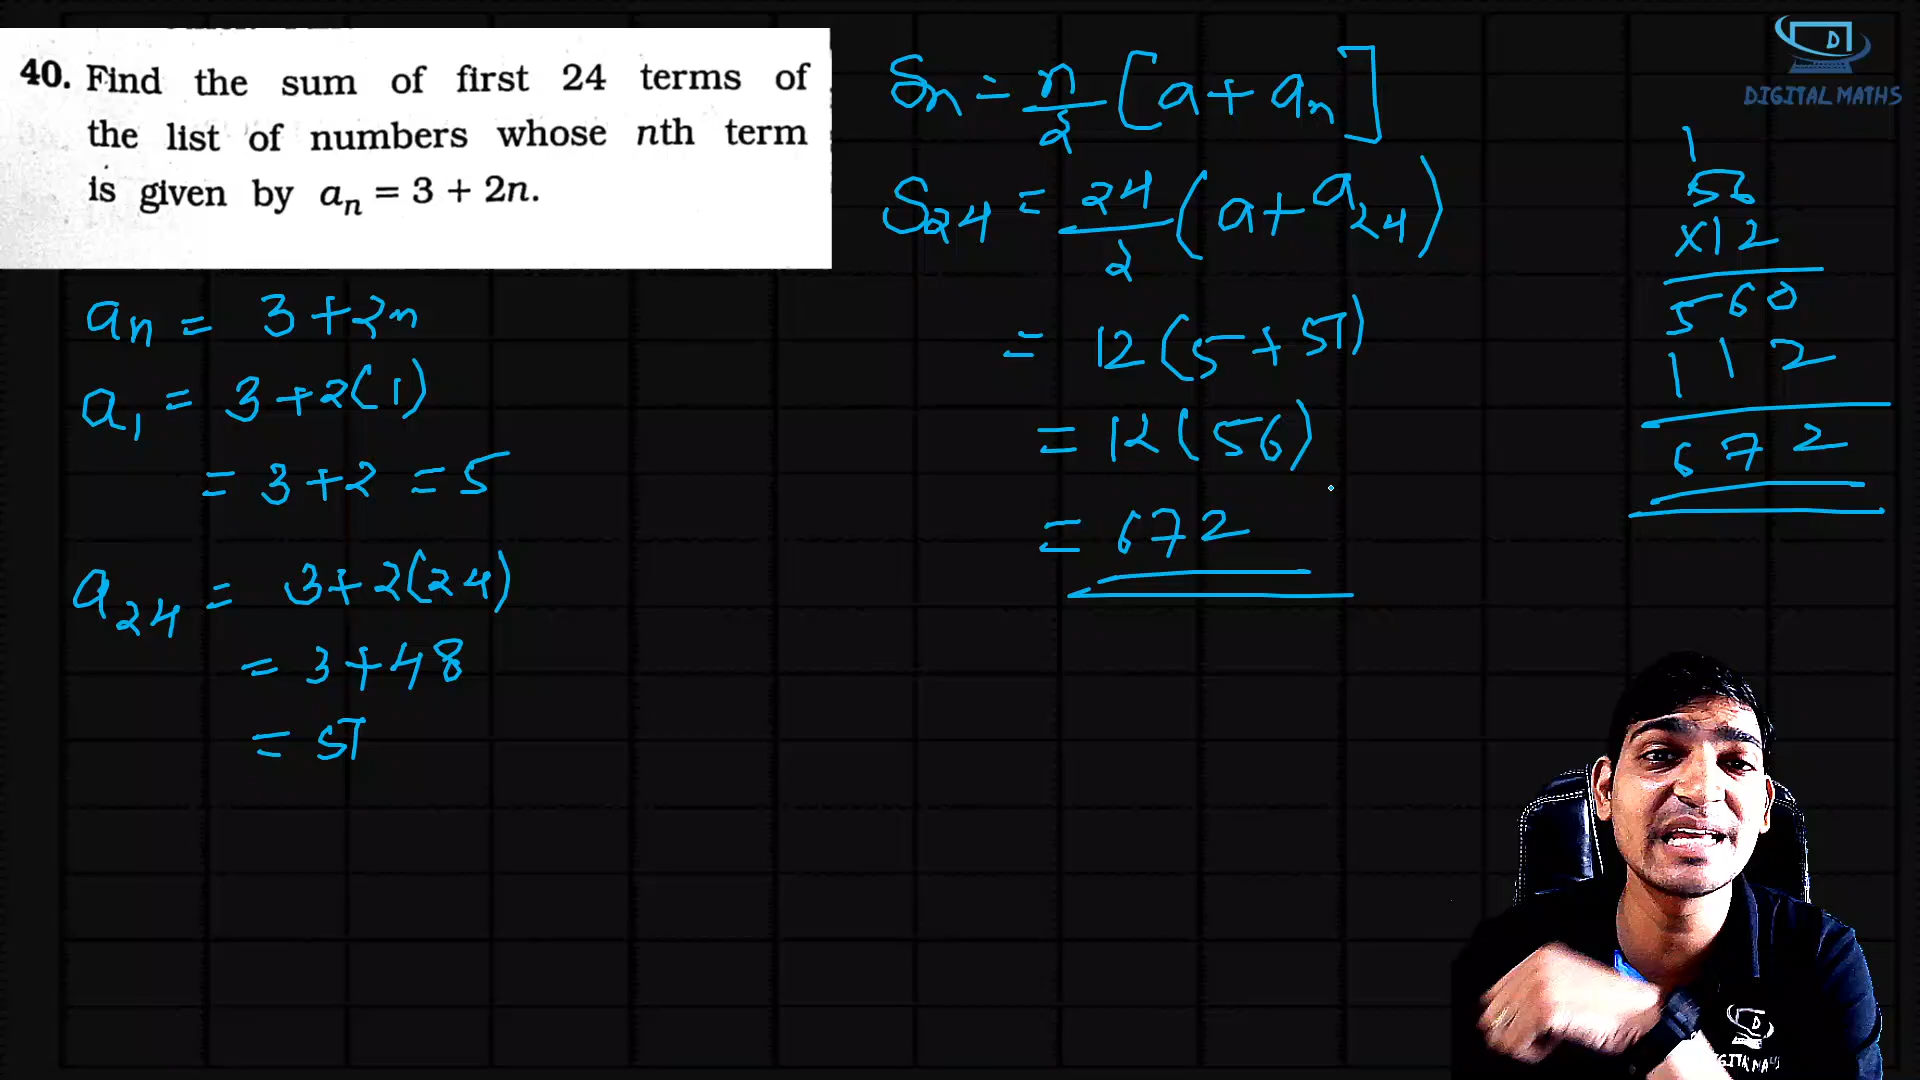 40. Find the sum of first 24 terms of
the list of numbers whose nth term
is given by aₙ = 3 + 2n.
aₙ = 3+2n
a₁ = 3+2(1)
= 3+2 = 5
a₂₄ = 3+2(24)
= 3+48
= 51
Sₙ = n/2 [a + aₙ]
S₂₄ = 24/2 (a + a₂₄)
= 12(5+51)
= 12(56)
= 672
1
56
×12
560
112
672
D
DIGITAL MATHS
D